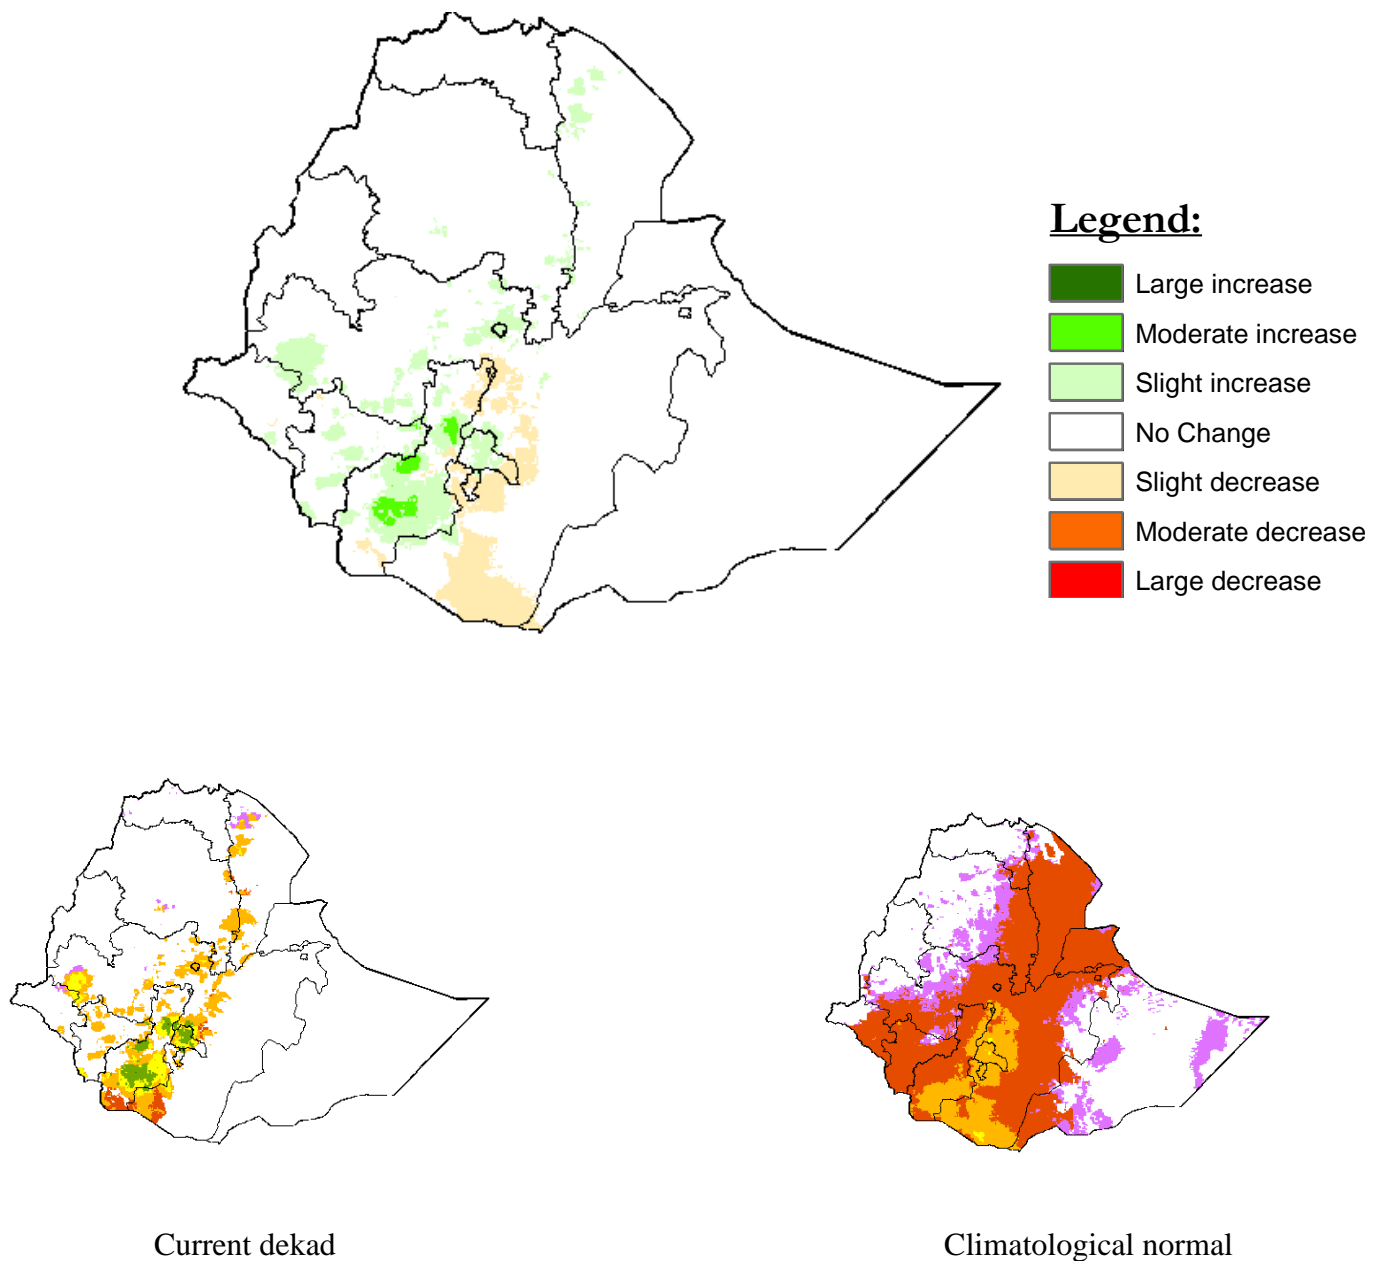 Legend:
Large increase
Moderate increase
Slight increase
No Change
Slight decrease
Moderate decrease
Large decrease
Current dekad
Climatological normal